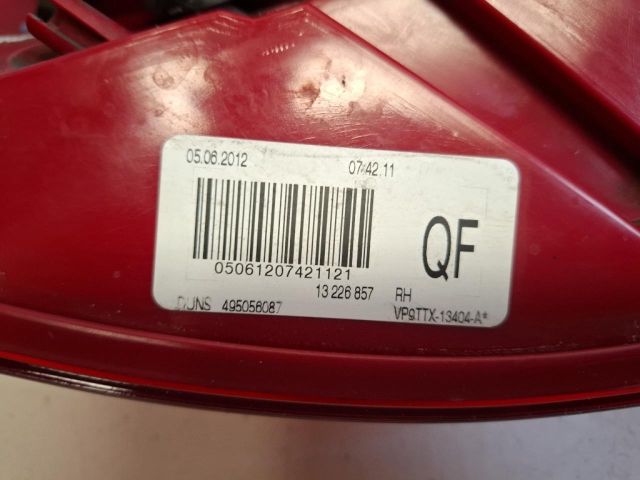 05.06.2012 07.42.11
05061207421121
QF
13 226 857 RH
DUNS 495056087 VP9TTX-13404-A*